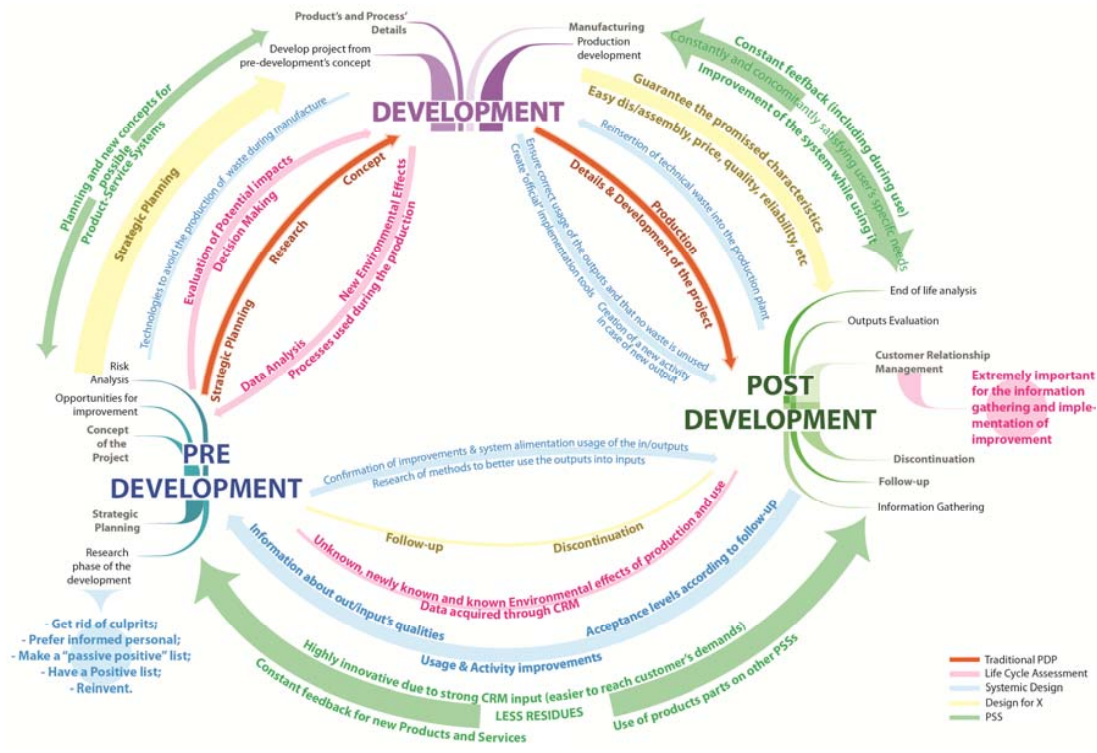 Product's and Process'
Details
Develop project from
pre-development's concept
Manufacturing
Production
development
DEVELOPMENT
Planning and new concepts for
possible
Product-Service Systems
Strategic Planning
Technologies to avoid the production of waste during manufacture
Evaluation of Potential impacts
Decision Making
Strategic Planning
Research
Concept
New Environmental Effects
Data Analysis
Processes used during the production
Constant feefback (including during use)
Constantly and concomitantly satisfying user's specific needs
Improvement of the system while using it
Guarantee the promissed characteristics
Easy dis/assembly, price, quality, reliability, etc
Reinsertion of technical waste into the production plant
Production
Details & Development of the project
Ensure correct usage of the outputs and that no waste is unused
Create "official" implementation tools
Creation of a new activity
in case of new output
End of life analysis
Outputs Evaluation
Customer Relationship
Management
Extremely important
for the information
gathering and imple-
mentation of
improvement
POST
DEVELOPMENT
Discontinuation
Follow-up
Information Gathering
Risk
Analysis
Opportunities for
improvement
Concept
of the
Project
PRE
DEVELOPMENT
Strategic
Planning
Research
phase of the
development
- Get rid of culprits;
- Prefer informed personal;
- Make a "passive positive" list;
- Have a Positive list;
- Reinvent.
Confirmation of improvements & system alimentation usage of the in/outputs
Research of methods to better use the outputs into inputs
Follow-up
Discontinuation
Unknown, newly known and known Environmental effects of production and use
Data acquired through CRM
Information about out/input's qualities
Usage & Activity improvements
Acceptance levels according to follow-up
Highly innovative due to strong CRM input (easier to reach customer's demands)
Constant feedback for new Products and Services
LESS RESIDUES
Use of products parts on other PSSs
Traditional PDP
Life Cycle Assessment
Systemic Design
Design for X
PSS